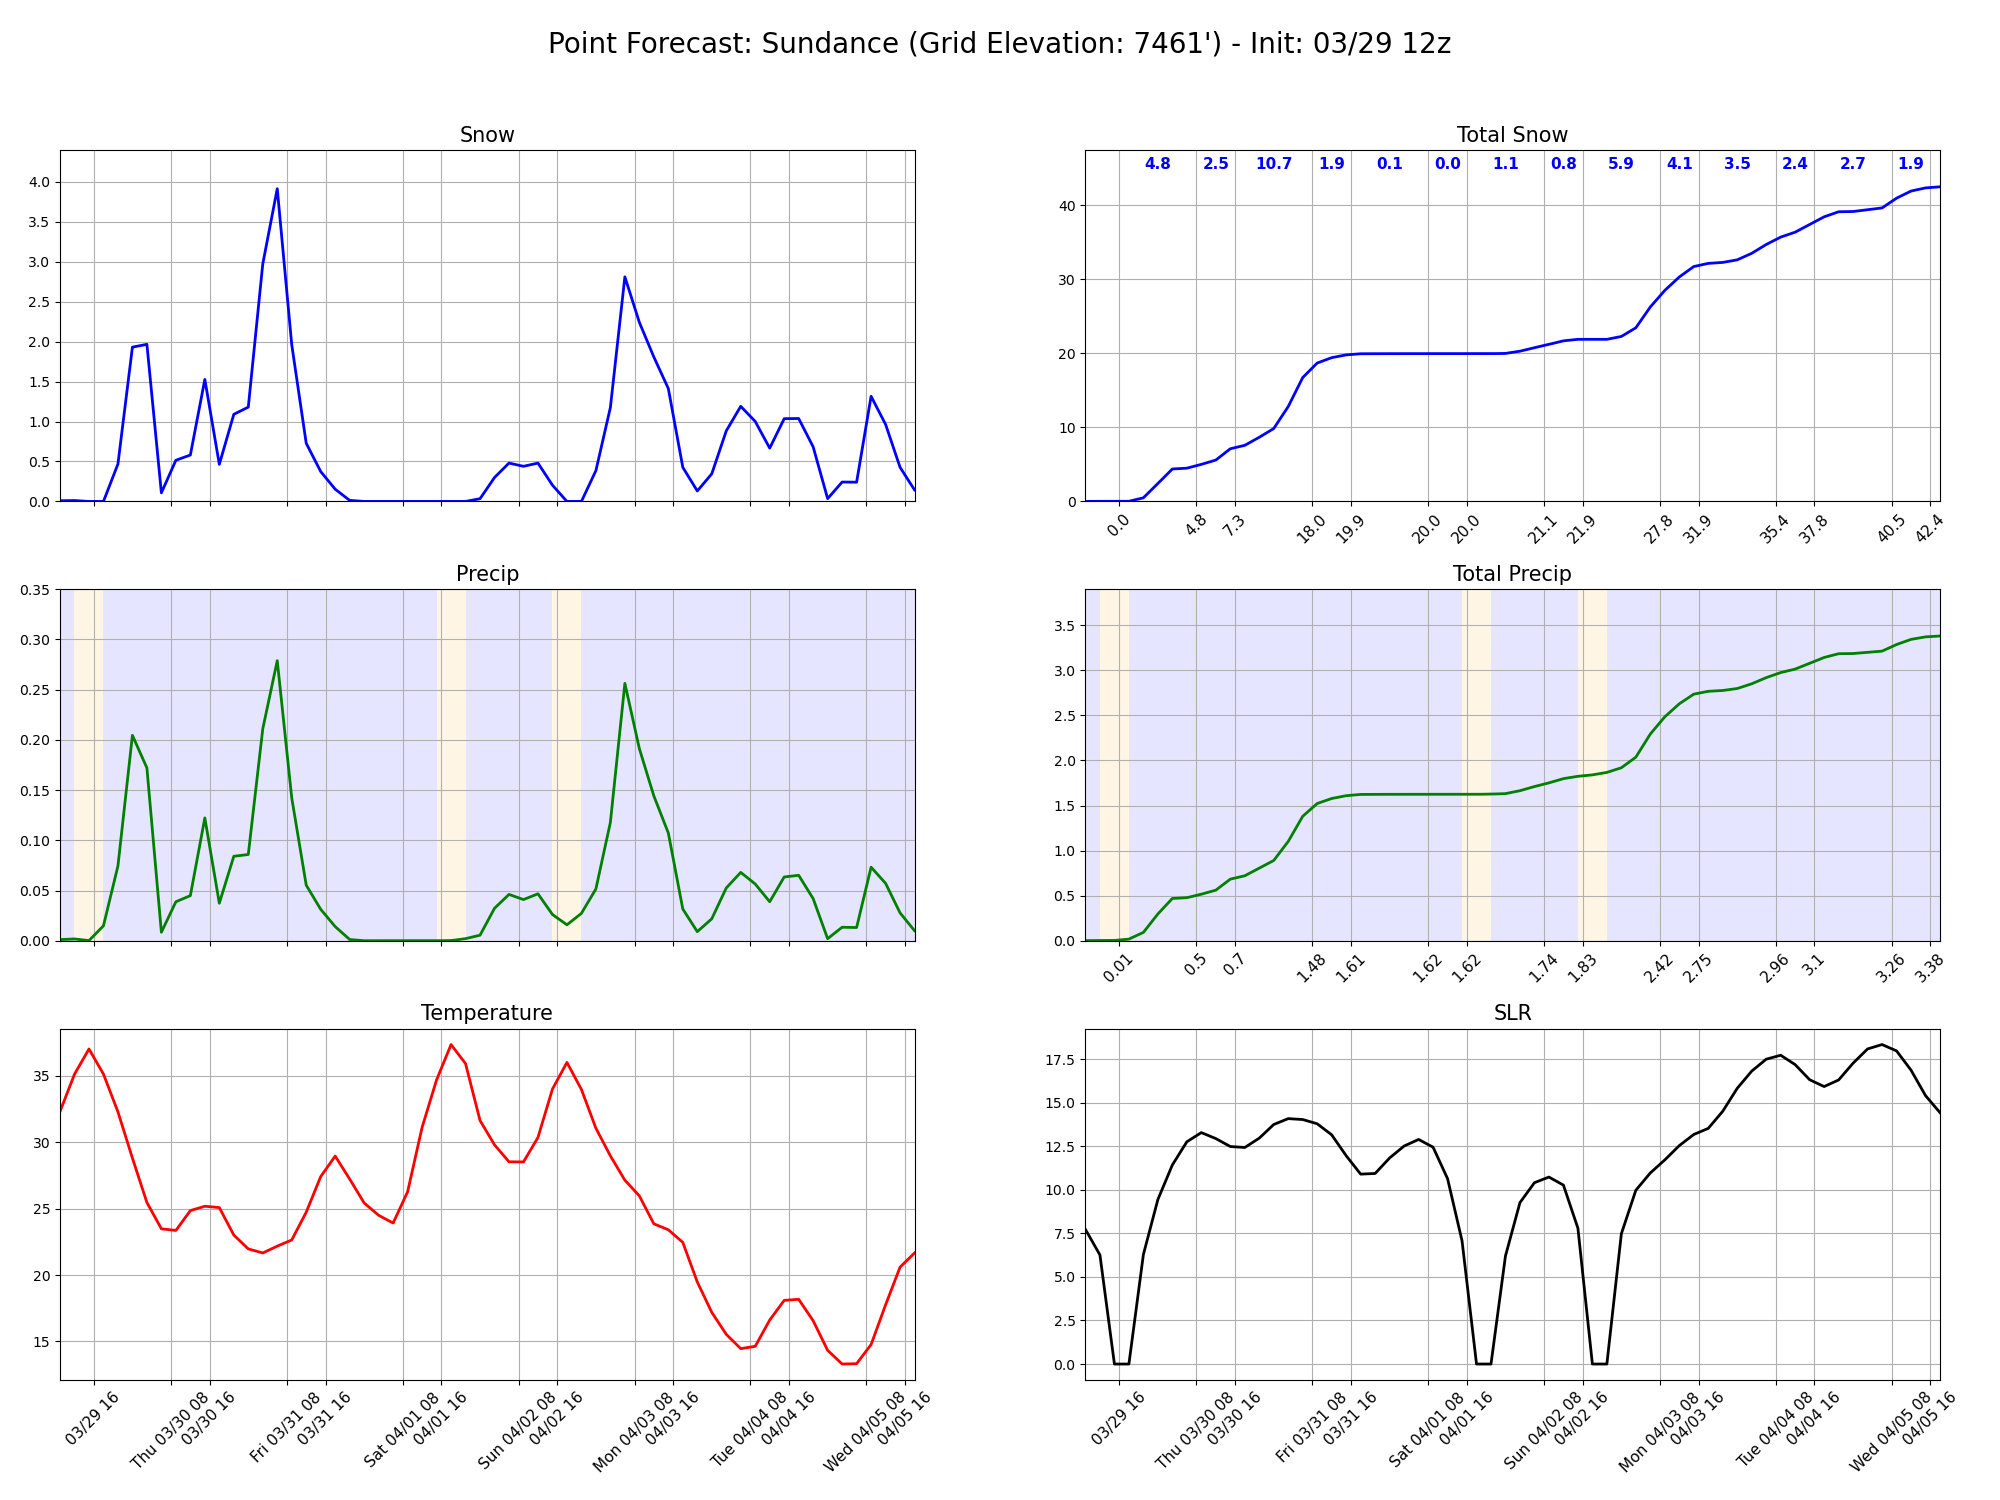 Point Forecast: Sundance (Grid Elevation: 7461') - Init: 03/29 12z
Snow
4.0
3.5
3.0
2.5
2.0
1.5
1.0
0.5
0.0
Total Snow
4.8 2.5 10.7 1.9 0.1 0.0 1.1 0.8 5.9 4.1 3.5 2.4 2.7 1.9
40
30
20
10
0
0.0 4.8 7.3 18.0 19.9 20.0 20.0 21.1 21.9 27.8 31.9 35.4 37.8 40.5 42.4
Precip
0.35
0.30
0.25
0.20
0.15
0.10
0.05
0.00
Total Precip
3.5
3.0
2.5
2.0
1.5
1.0
0.5
0.0
0.01 0.5 0.7 1.48 1.61 1.62 1.62 1.74 1.83 2.42 2.75 2.96 3.1 3.26 3.38
Temperature
35
30
25
20
15
03/29 16
Thu 03/30 08
03/30 16
Fri 03/31 08
03/31 16
Sat 04/01 08
04/01 16
Sun 04/02 08
04/02 16
Mon 04/03 08
04/03 16
Tue 04/04 08
04/04 16
Wed 04/05 08
04/05 16
SLR
17.5
15.0
12.5
10.0
7.5
5.0
2.5
0.0
03/29 16
Thu 03/30 08
03/30 16
Fri 03/31 08
03/31 16
Sat 04/01 08
04/01 16
Sun 04/02 08
04/02 16
Mon 04/03 08
04/03 16
Tue 04/04 08
04/04 16
Wed 04/05 08
04/05 16